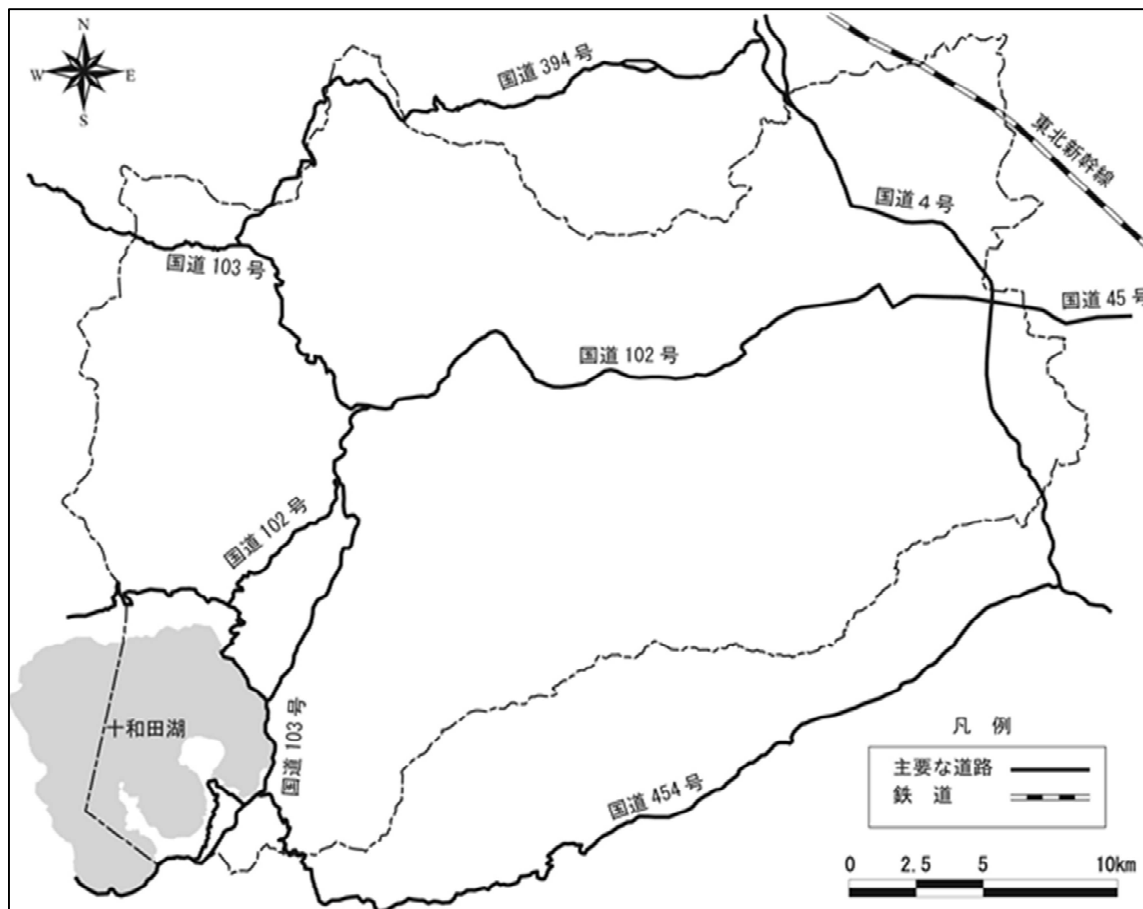 N
W E
S
国道 394 号
東北新幹線
国道 4 号
国道 103 号
国道 45 号
国道 102 号
国道 102 号
十和田湖
国道 103 号
国道 454 号
凡 例
主要な道路
鉄 道
0 2.5 5 10km